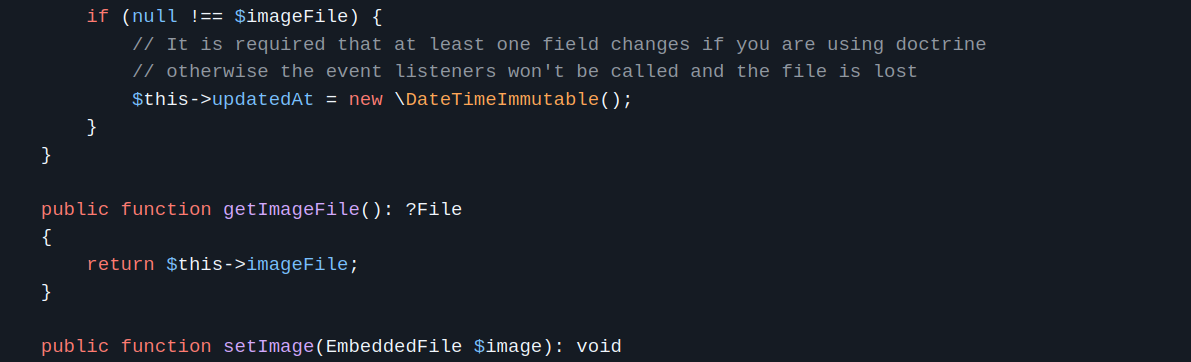 if (null !== $imageFile) {
// It is required that at least one field changes if you are using doctrine
// otherwise the event listeners won't be called and the file is lost
$this->updatedAt = new \DateTimeImmutable();
}
}
public function getImageFile(): ?File
{
return $this->imageFile;
}
public function setImage(EmbeddedFile $image): void